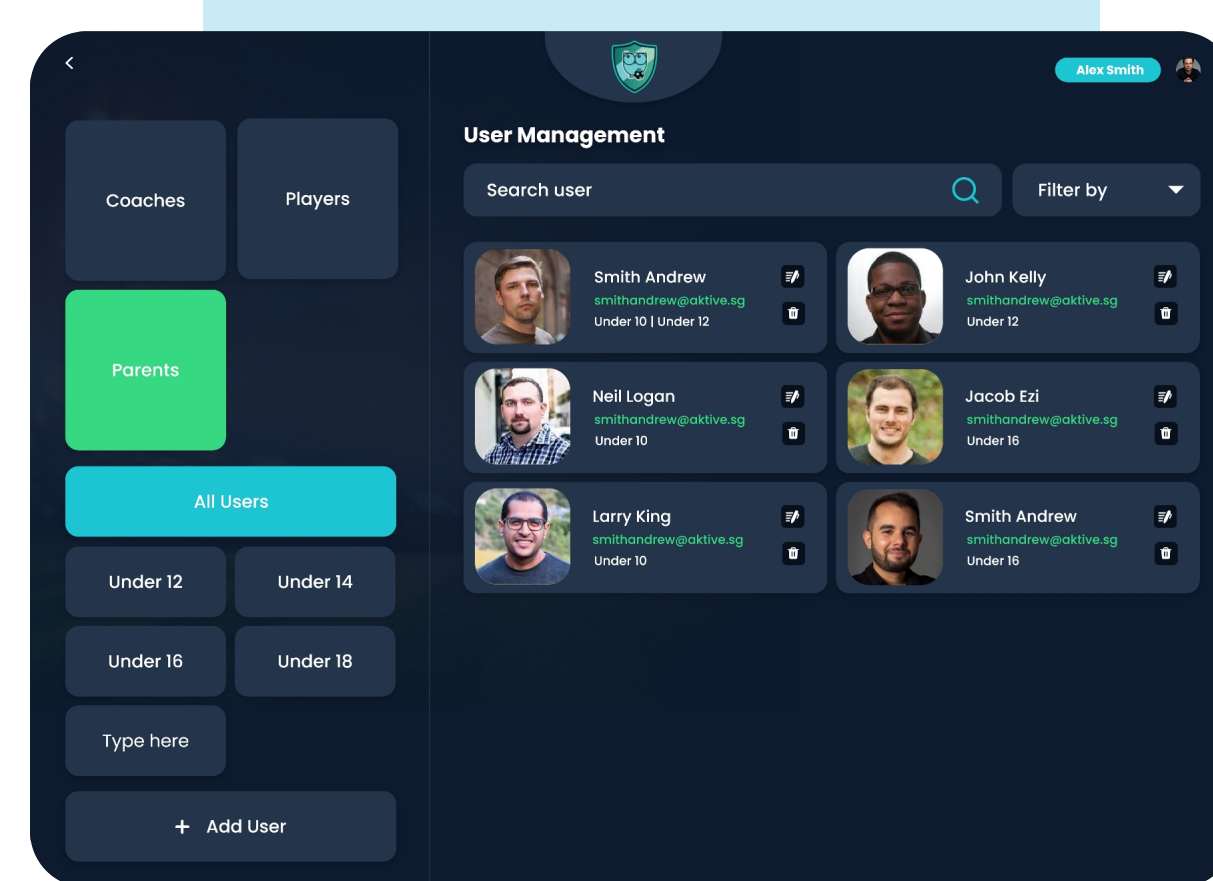 Alex Smith
Coaches
Players
Parents
All Users
Under 12
Under 14
Under 16
Under 18
Type here
+ Add User
User Management
Search user
Filter by
Smith Andrew
smithandrew@aktive.sg
Under 10 | Under 12
John Kelly
smithandrew@aktive.sg
Under 12
Neil Logan
smithandrew@aktive.sg
Under 10
Jacob Ezi
smithandrew@aktive.sg
Under 16
Larry King
smithandrew@aktive.sg
Under 10
Smith Andrew
smithandrew@aktive.sg
Under 16